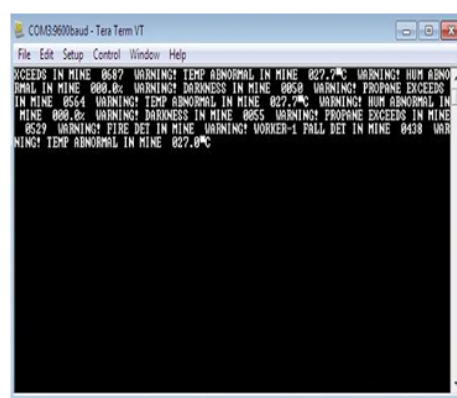 COM3:9600baud - Tera Term VT
File Edit Setup Control Window Help
XCEEDS IN MINE 0687 WARNING! TEMP ABNORMAL IN MINE 027.7°C WARNING! HUM ABNO
RMAL IN MINE 000.0% WARNING! DARKNESS IN MINE 0050 WARNING! PROPANE EXCEEDS
IN MINE 0564 WARNING! TEMP ABNORMAL IN MINE 027.7°C WARNING! HUM ABNORMAL IN
MINE 000.0% WARNING! DARKNESS IN MINE 0055 WARNING! PROPANE EXCEEDS IN MINE
0529 WARNING! FIRE DET IN MINE WARNING! WORKER-1 FALL DET IN MINE 0438 WAR
NING! TEMP ABNORMAL IN MINE 027.0°C